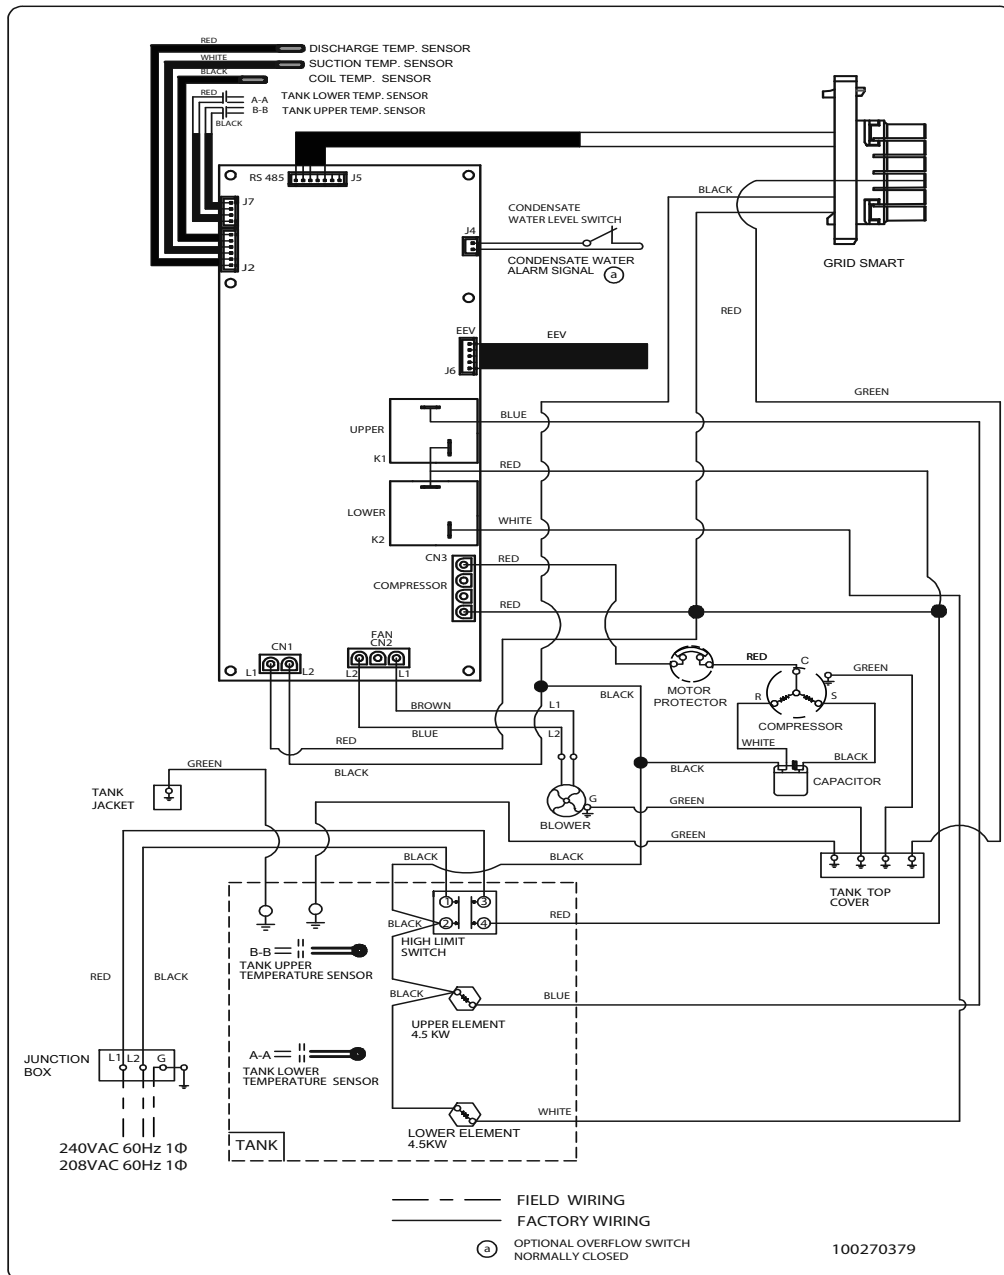 RED
DISCHARGE TEMP. SENSOR
WHITE
SUCTION TEMP. SENSOR
BLACK
COIL TEMP. SENSOR
RED
A-A
TANK LOWER TEMP. SENSOR
B-B
TANK UPPER TEMP. SENSOR
BLACK
RS 485
J5
J7
J2
J4
CONDENSATE
WATER LEVEL SWITCH
CONDENSATE WATER
ALARM SIGNAL
a
BLACK
GRID SMART
RED
GREEN
EEV
J6
EEV
UPPER
K1
BLUE
RED
LOWER
K2
WHITE
CN3
RED
COMPRESSOR
RED
CN1
L1
L2
FAN
CN2
L2
L1
BROWN
L1
BLUE
L2
RED
BLACK
BLACK
MOTOR
PROTECTOR
RED
C
R
S
COMPRESSOR
GREEN
WHITE
BLACK
BLACK
CAPACITOR
GREEN
TANK
JACKET
G
BLOWER
GREEN
GREEN
TANK TOP
COVER
BLACK
BLACK
1
3
2
4
BLACK
HIGH LIMIT
SWITCH
RED
B-B
TANK UPPER
TEMPERATURE SENSOR
RED
BLACK
BLACK
BLUE
UPPER ELEMENT
4.5 KW
A-A
TANK LOWER
TEMPERATURE SENSOR
JUNCTION
BOX
L1
L2
G
WHITE
LOWER ELEMENT
4.5KW
TANK
240VAC 60Hz 1Φ
208VAC 60Hz 1Φ
FIELD WIRING
FACTORY WIRING
a
OPTIONAL OVERFLOW SWITCH
NORMALLY CLOSED
100270379